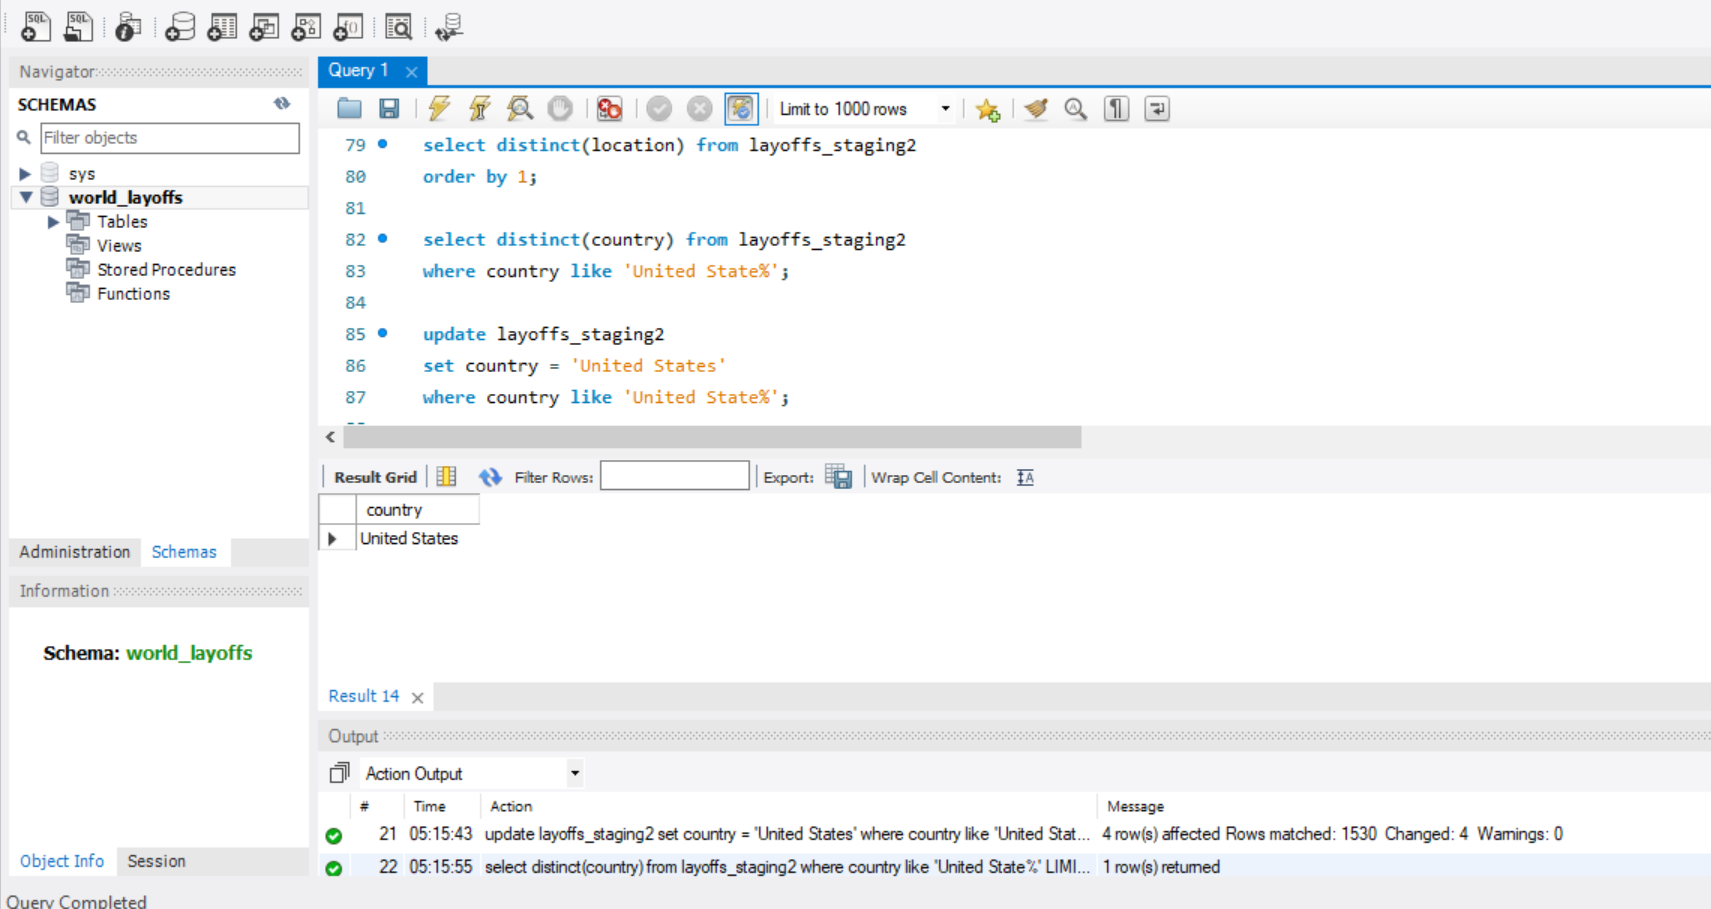 Navigator
SCHEMAS
Filter objects
sys
world_layoffs
Tables
Views
Stored Procedures
Functions
Administration Schemas
Information
Schema: world_layoffs
Object Info Session
Query Completed
Query 1
Limit to 1000 rows
79 select distinct(location) from layoffs_staging2
80 order by 1;
81
82 select distinct(country) from layoffs_staging2
83 where country like 'United State%';
84
85 update layoffs_staging2
86 set country = 'United States'
87 where country like 'United State%';
Result Grid Filter Rows: Export: Wrap Cell Content:
country
United States
Result 14
Output
Action Output
# Time Action Message
21 05:15:43 update layoffs_staging2 set country = 'United States' where country like 'United Stat... 4 row(s) affected Rows matched: 1530 Changed: 4 Warnings: 0
22 05:15:55 select distinct(country) from layoffs_staging2 where country like 'United State%' LIMI... 1 row(s) returned